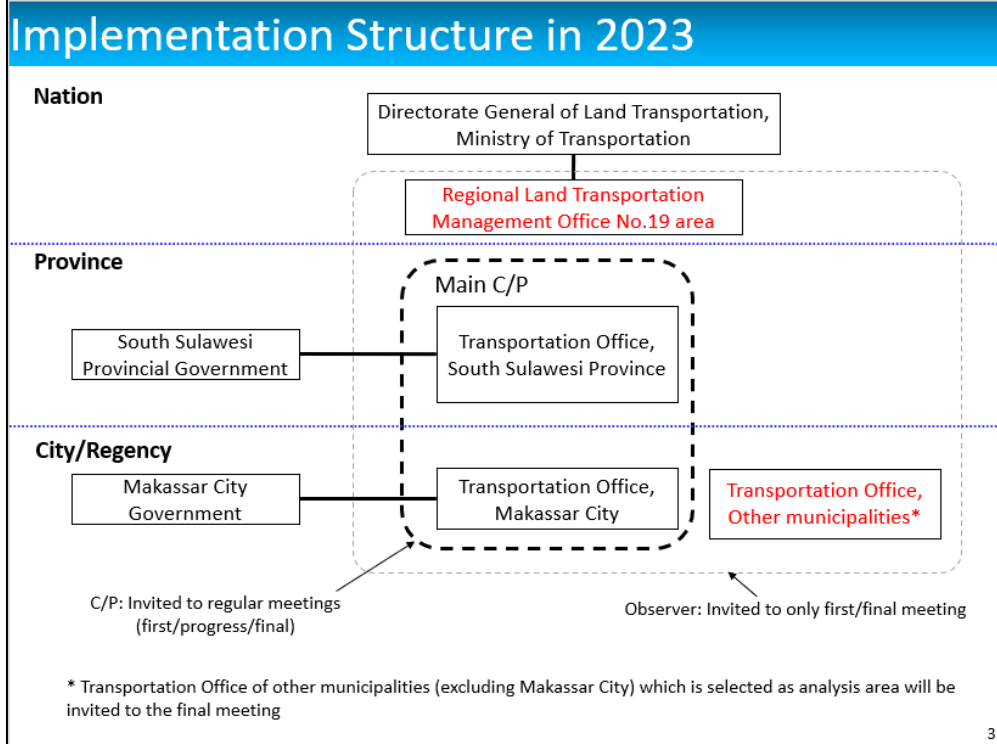 Implementation Structure in 2023
Nation
Directorate General of Land Transportation,
Ministry of Transportation
Regional Land Transportation
Management Office No.19 area
Province
Main C/P
South Sulawesi
Provincial Government
Transportation Office,
South Sulawesi Province
City/Regency
Makassar City
Government
Transportation Office,
Makassar City
Transportation Office,
Other municipalities*
C/P: Invited to regular meetings
(first/progress/final)
Observer: Invited to only first/final meeting
* Transportation Office of other municipalities (excluding Makassar City) which is selected as analysis area will be
invited to the final meeting
3